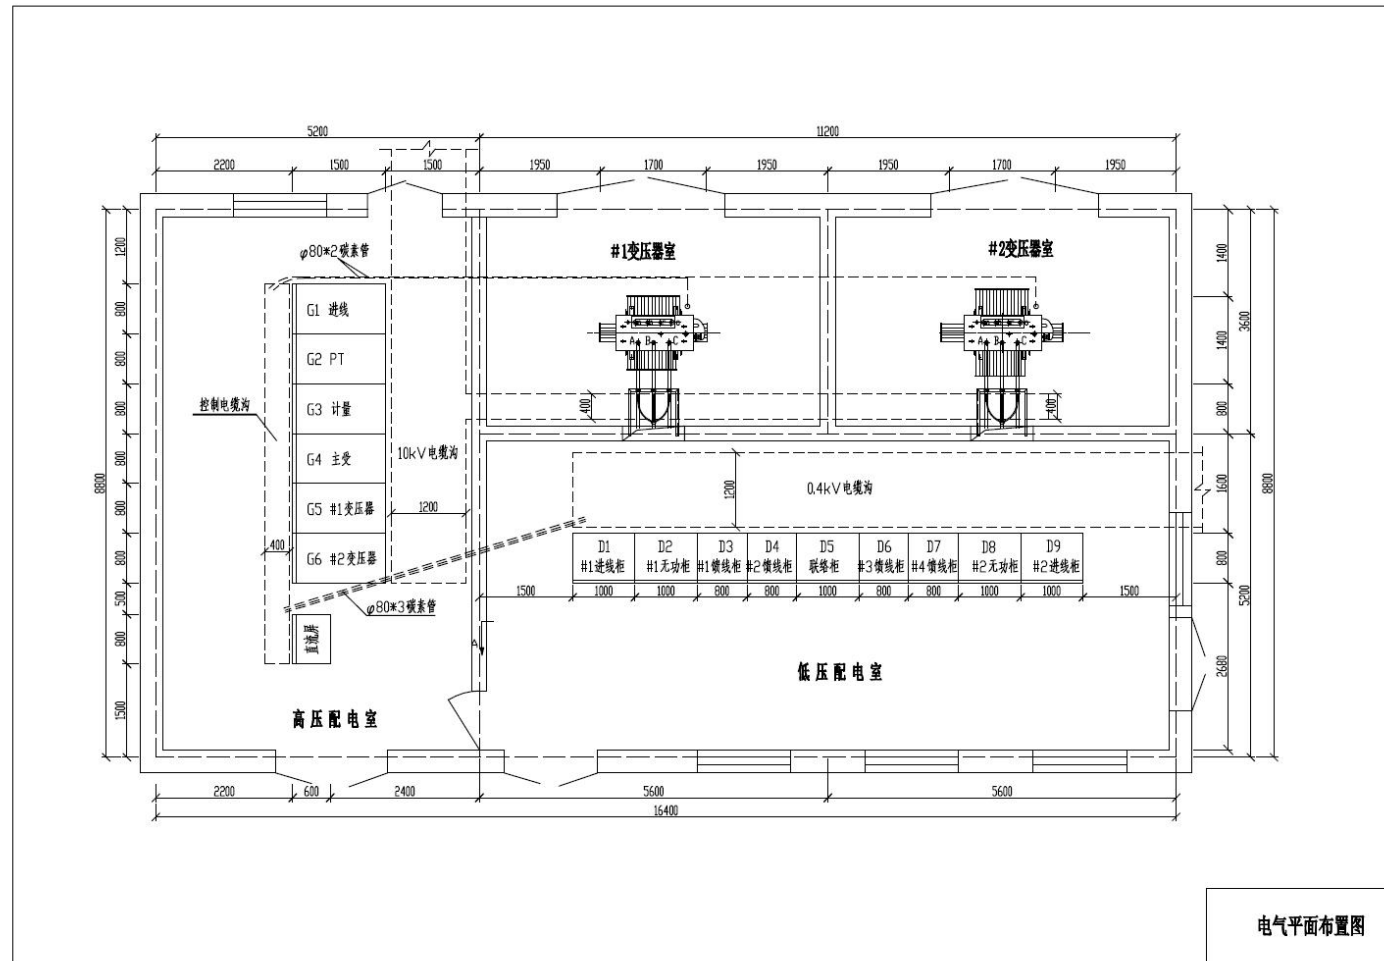 5200
11200
2200
1500
1500
1950
1700
1950
1950
1700
1950
φ80*2碳素管
#1变压器室
#2变压器室
1200
800
800
800
800
800
800
500
800
1500
8800
G1 进线
G2 PT
G3 计量
G4 主受
G5 #1变压器
G6 #2变压器
控制电缆沟
10kV电缆沟
1200
400
φ80*3碳素管
直流屏
高压配电室
A B C
A B C
400
400
1200
0.4kV电缆沟
D1
#1进线柜
D2
#1无功柜
D3
#1馈线柜
D4
#2馈线柜
D5
联络柜
D6
#3馈线柜
D7
#4馈线柜
D8
#2无功柜
D9
#2进线柜
1500
1000
1000
800
800
1000
800
800
1000
1000
1500
A
低压配电室
1400
1400
800
1600
800
2680
3600
5200
8800
2200
600
2400
5600
5600
16400
电气平面布置图